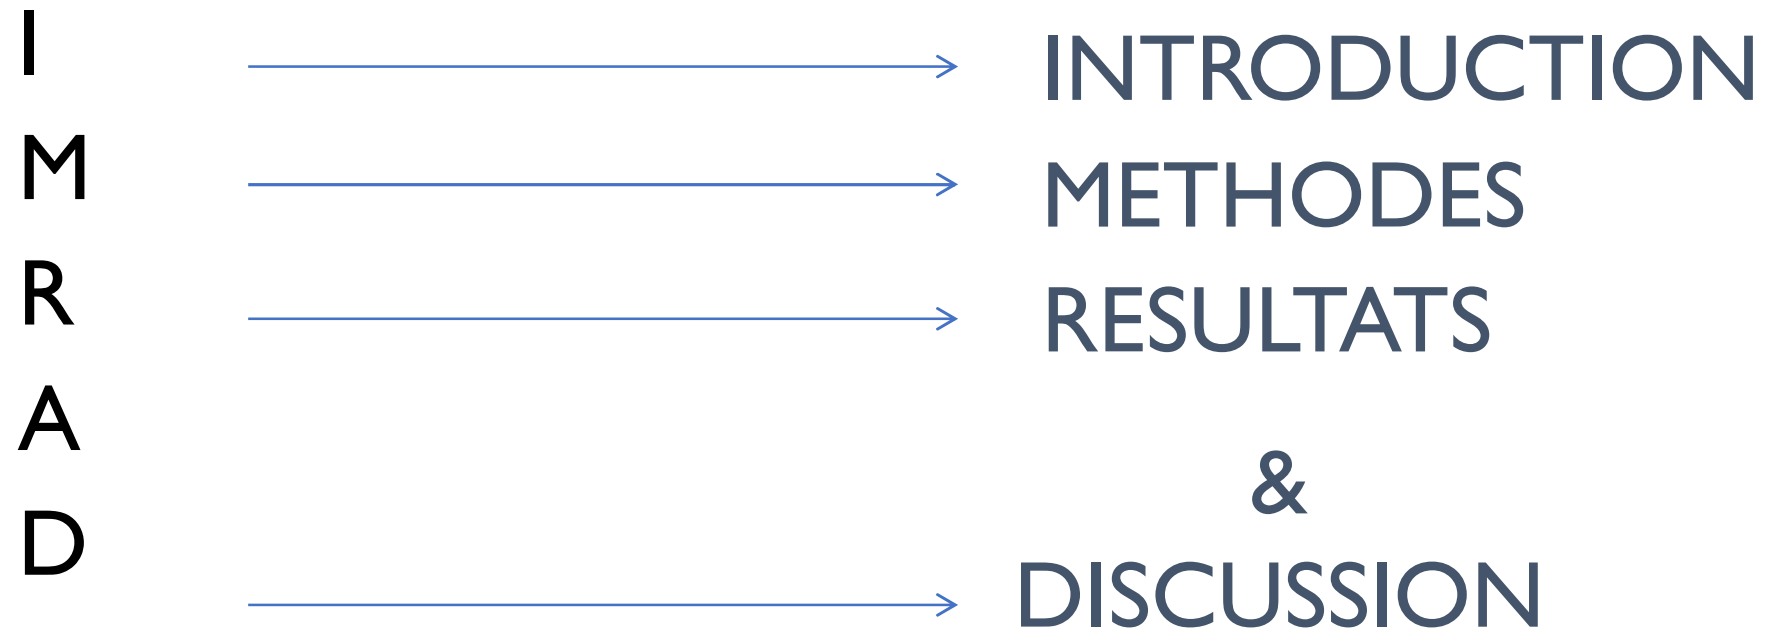 I INTRODUCTION
M METHODES
R RESULTATS
A &
D DISCUSSION